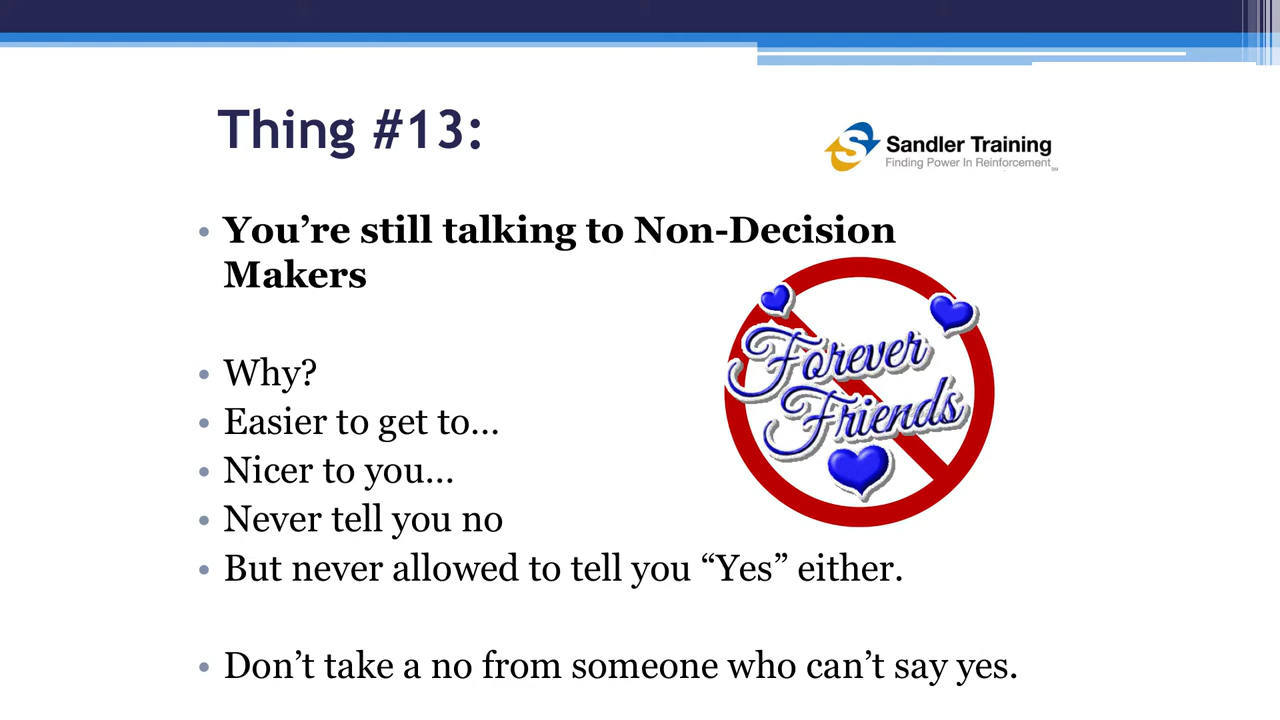 Thing #13:
Sandler Training
Finding Power In Reinforcement℠
• You’re still talking to Non-Decision
Makers
Forever
Friends
• Why?
• Easier to get to…
• Nicer to you…
• Never tell you no
• But never allowed to tell you “Yes” either.
• Don’t take a no from someone who can’t say yes.